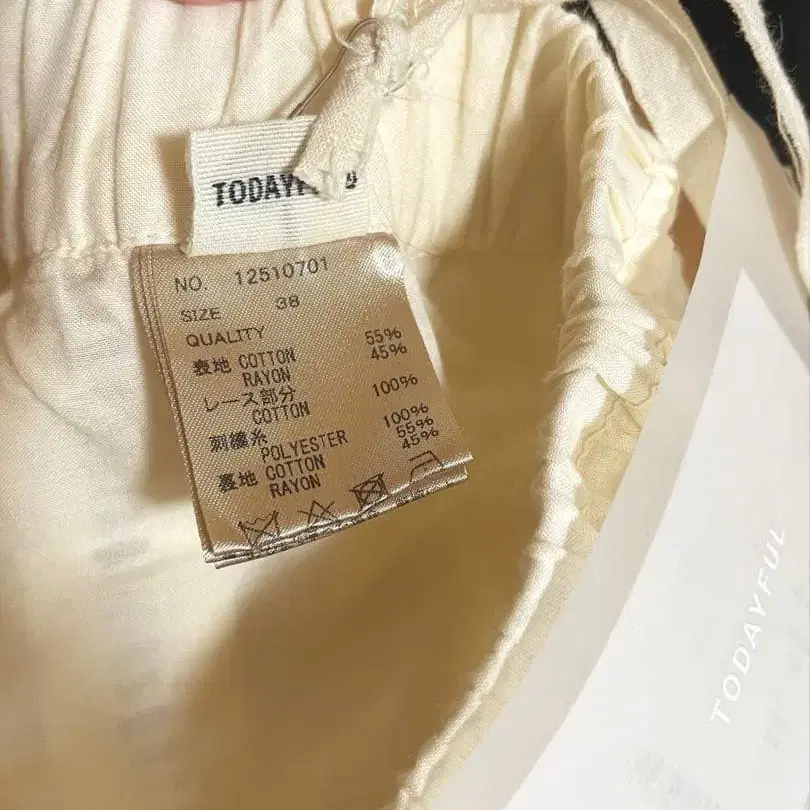 TODAYFUL
NO. 12510701
SIZE 38
QUALITY
表地 COTTON 55%
RAYON 45%
レース部分
COTTON 100%
刺繍糸
POLYESTER 100%
裏地 COTTON 55%
RAYON 45%
TODAYFUL